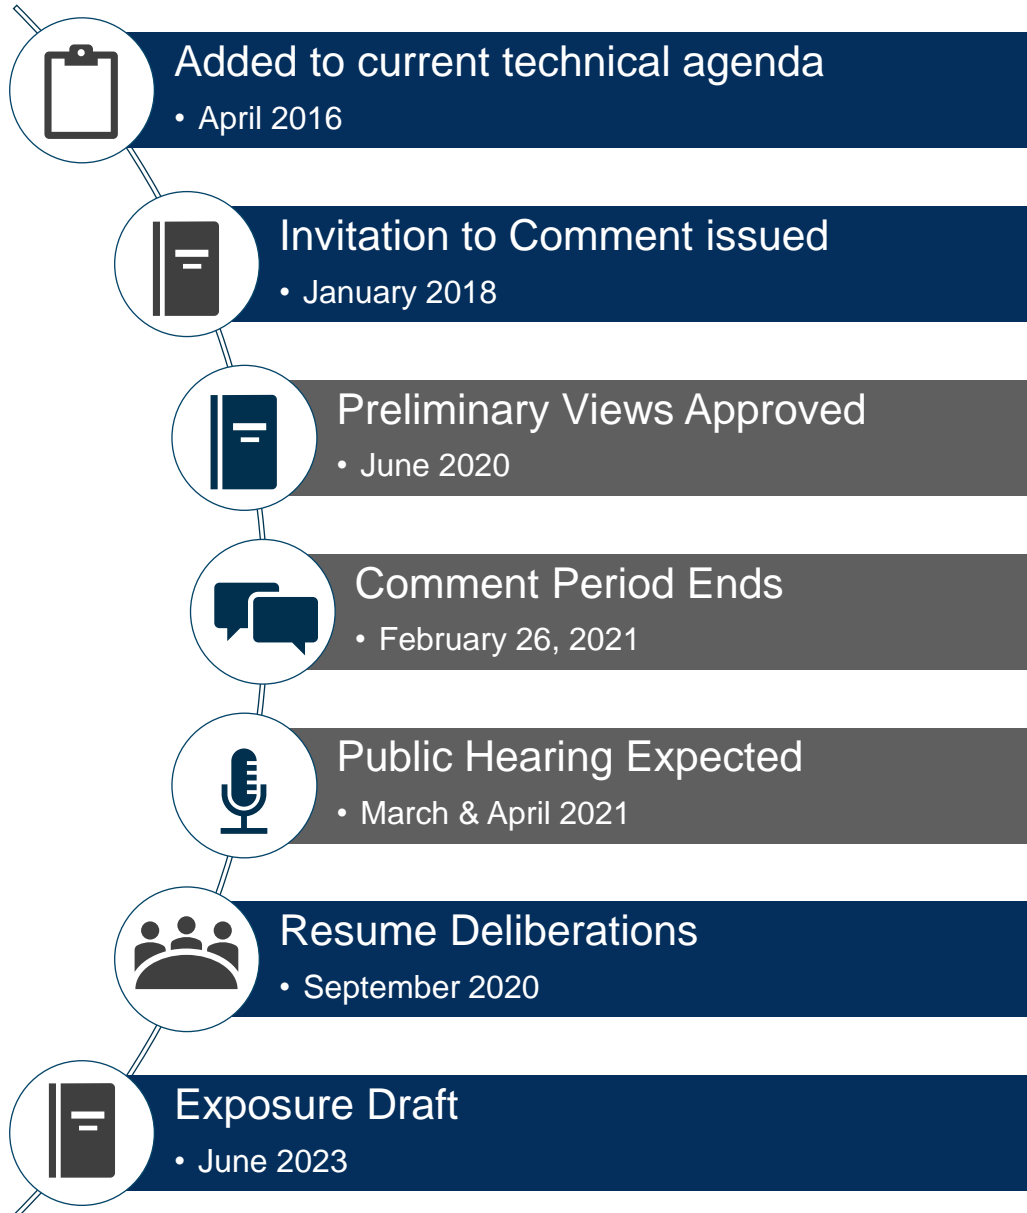 Added to current technical agenda
• April 2016
Invitation to Comment issued
• January 2018
Preliminary Views Approved
• June 2020
Comment Period Ends
• February 26, 2021
Public Hearing Expected
• March & April 2021
Resume Deliberations
• September 2020
Exposure Draft
• June 2023